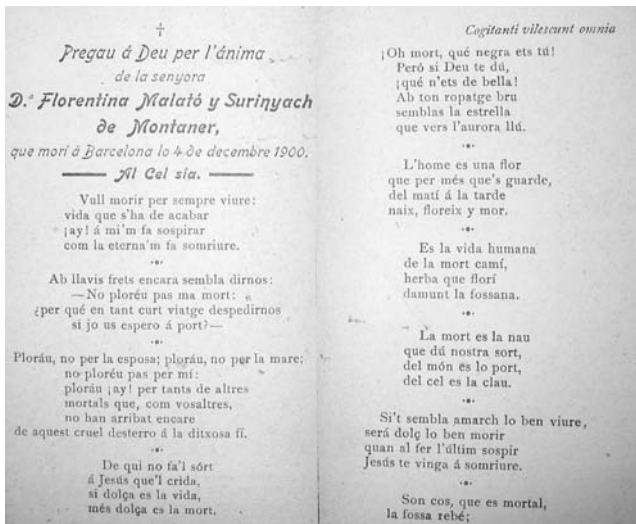 Pregau á Deu per l'ánima
de la senyora
D.ª Florentina Malató y Surinyach
de Montaner,
que morí á Barcelona lo 4 de decembre 1900.
Al Cel sia.
Vull morir per sempre viure:
vida que s'ha de acabar
¡ay! á mi'm fa sospirar
com la eterna'm fa somriure.
Ab llavis frets encara sembla dirnos:
—No ploréu pas ma mort:
¿per qué en tant curt viatge despedirnos
si jo us espero á port?—
Ploráu, no per la esposa; ploráu, no per la mare;
no ploréu pas per mí:
ploráu ¡ay! per tants de altres
mortals que, com vosaltres,
no han arribat encare
de aquest cruel desterro á la ditxosa fí.
De qui no fa'l sórt
á Jesús que'l crida,
si dolça es la vida,
més dolça es la mort.
Cogitanti vilescunt omnia
¡Oh mort, qué negra ets tú!
Peró si Deu te dú,
¡qué n'ets de bella!
Ab ton ropatge bru
semblas la estrella
que vers l'aurora llú.
L'home es una flor
que per més que's guarde,
del matí á la tarde
naix, floreix y mor.
Es la vida humana
de la mort camí,
herba que florí
damunt la fossana.
La mort es la nau
que dú nostra sort,
del món es lo port,
del cel es la clau.
Si't sembla amarch lo ben viure,
será dolç lo ben morir
quan al fer l'últim sospir
Jesús te vinga á somriure.
Son cos, que es mortal,
la fossa rebé;